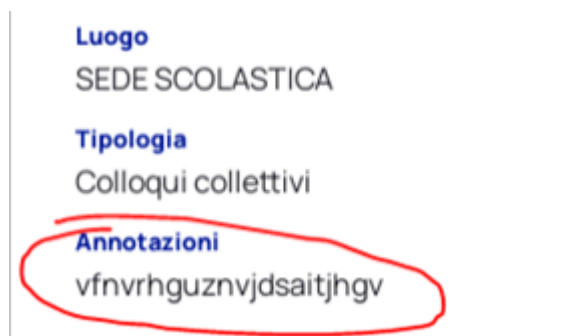 Luogo
SEDE SCOLASTICA
Tipologia
Colloqui collettivi
Annotazioni
vfnvrhguznvjdsaitjhgv